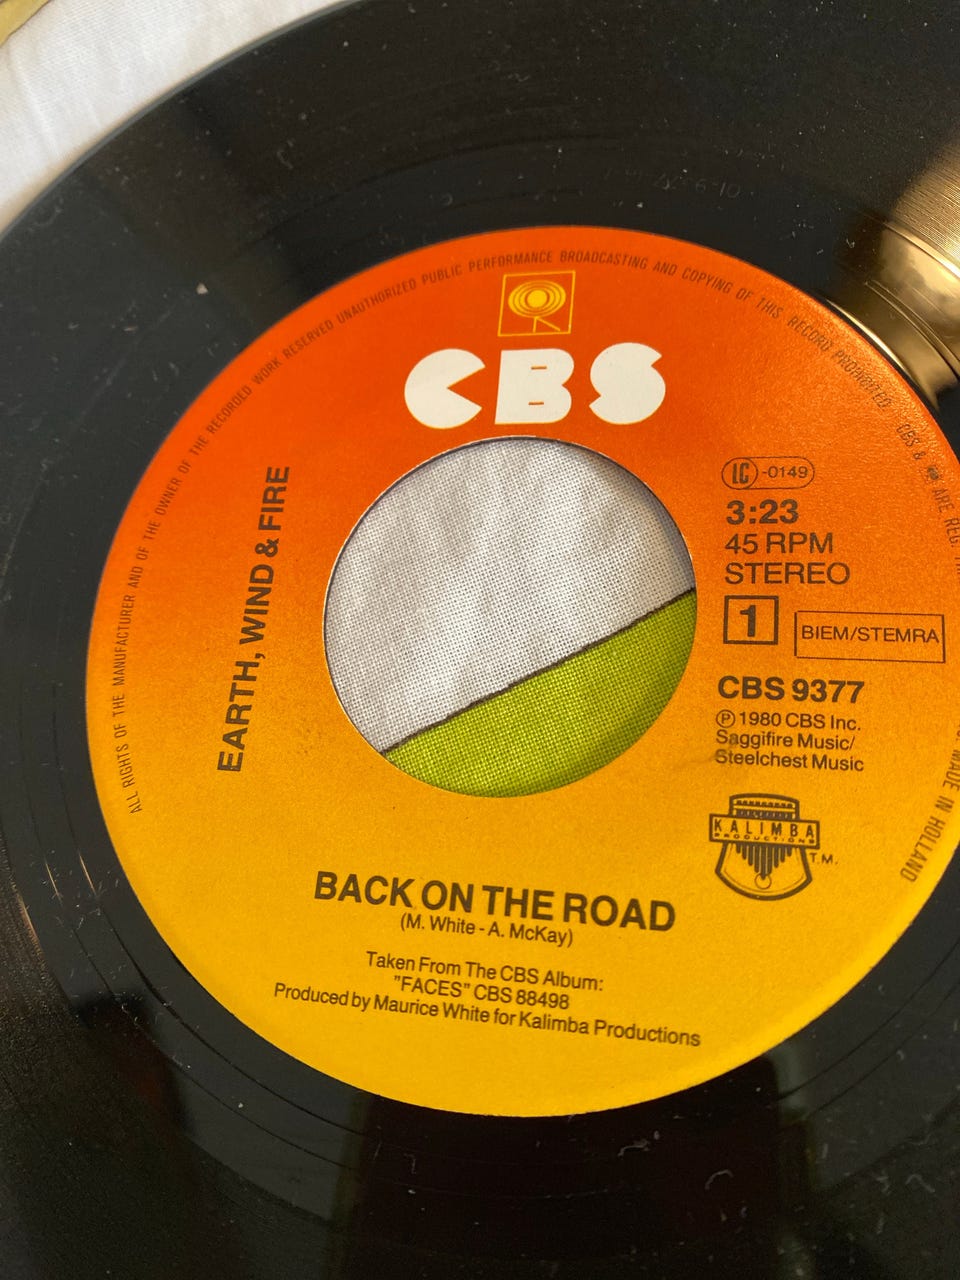 ALL RIGHTS OF THE MANUFACTURER AND OF THE OWNER OF THE RECORDED WORK RESERVED UNAUTHORIZED PUBLIC PERFORMANCE BROADCASTING AND COPYING OF THIS RECORD PROHIBITED CBS & ARE REG. MADE IN HOLLAND
CBS
EARTH, WIND & FIRE
LC-0149
3:23
45 RPM
STEREO
1
BIEM/STEMRA
CBS 9377
℗ 1980 CBS Inc.
Saggifire Music/
Steelchest Music
KALIMBA
PRODUCTIONS
T.M.
BACK ON THE ROAD
(M. White - A. McKay)
Taken From The CBS Album:
"FACES" CBS 88498
Produced by Maurice White for Kalimba Productions